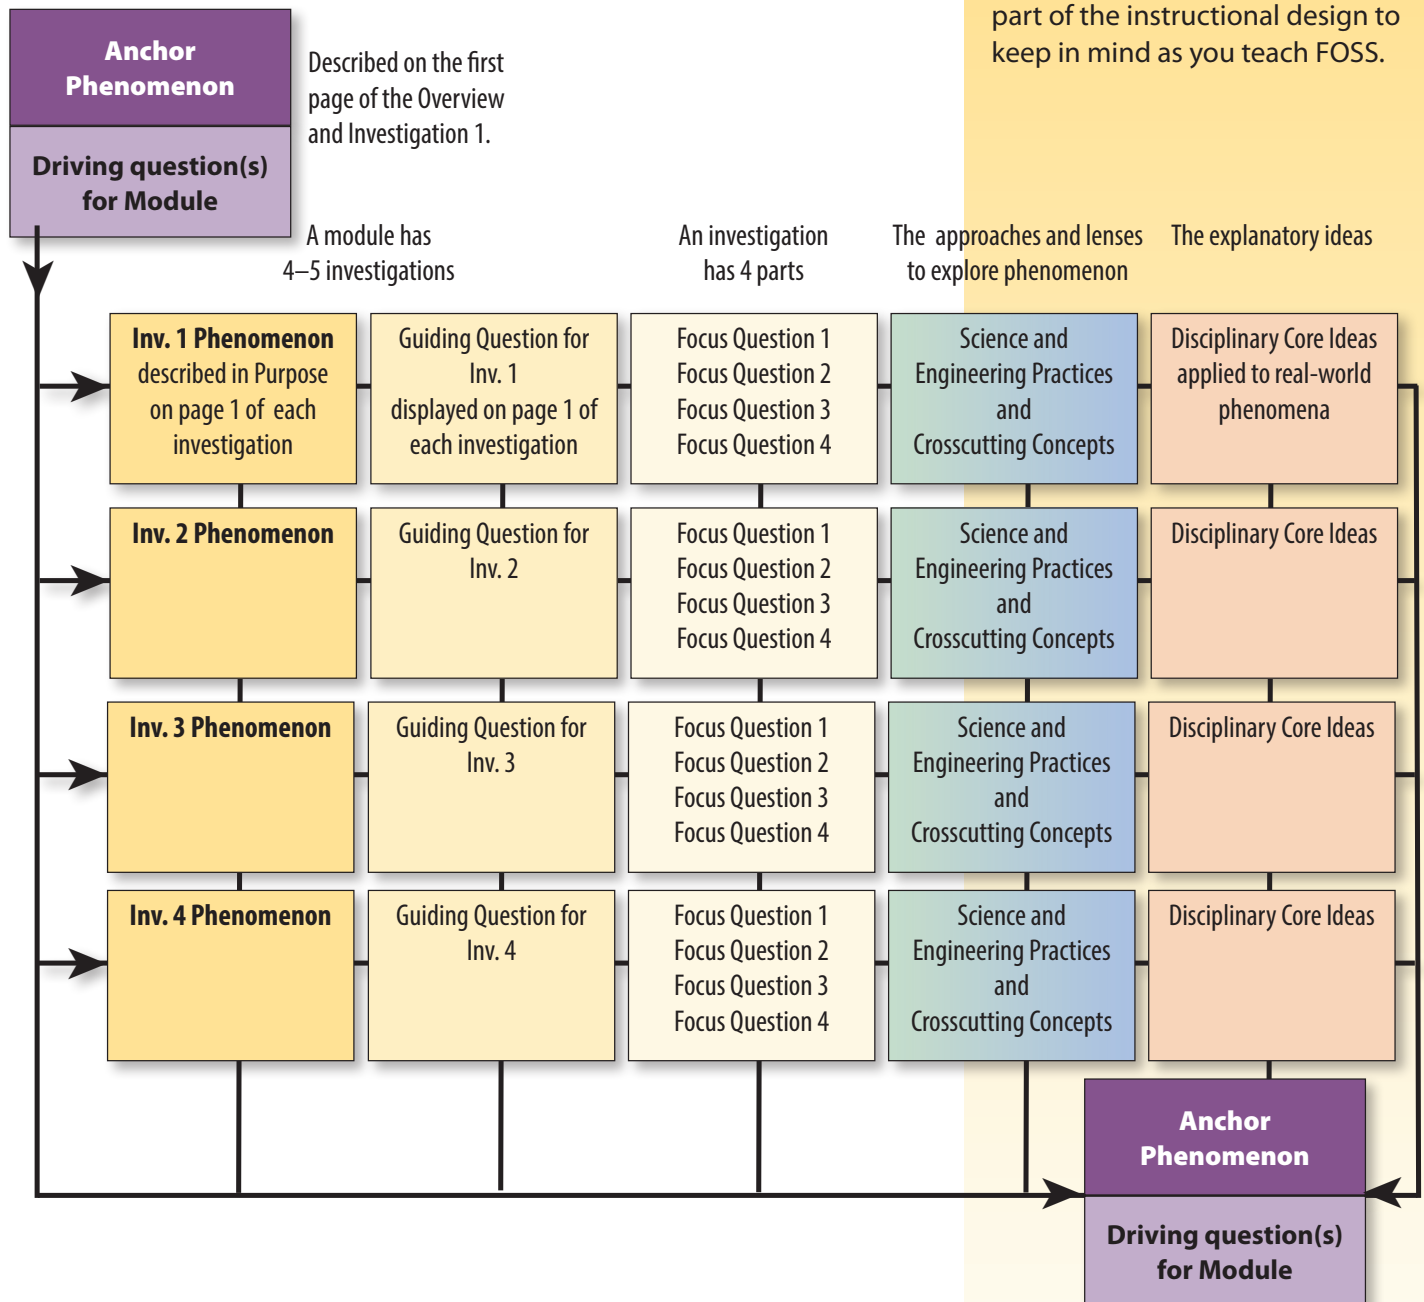 part of the instructional design to
keep in mind as you teach FOSS.
Anchor
Phenomenon
Driving question(s)
for Module
Described on the first
page of the Overview
and Investigation 1.
A module has
4–5 investigations
An investigation
has 4 parts
The approaches and lenses
to explore phenomenon
The explanatory ideas
Inv. 1 Phenomenon
described in Purpose
on page 1 of each
investigation
Guiding Question for
Inv. 1
displayed on page 1 of
each investigation
Focus Question 1
Focus Question 2
Focus Question 3
Focus Question 4
Science and
Engineering Practices
and
Crosscutting Concepts
Disciplinary Core Ideas
applied to real-world
phenomena
Inv. 2 Phenomenon
Guiding Question for
Inv. 2
Focus Question 1
Focus Question 2
Focus Question 3
Focus Question 4
Science and
Engineering Practices
and
Crosscutting Concepts
Disciplinary Core Ideas
Inv. 3 Phenomenon
Guiding Question for
Inv. 3
Focus Question 1
Focus Question 2
Focus Question 3
Focus Question 4
Science and
Engineering Practices
and
Crosscutting Concepts
Disciplinary Core Ideas
Inv. 4 Phenomenon
Guiding Question for
Inv. 4
Focus Question 1
Focus Question 2
Focus Question 3
Focus Question 4
Science and
Engineering Practices
and
Crosscutting Concepts
Disciplinary Core Ideas
Anchor
Phenomenon
Driving question(s)
for Module